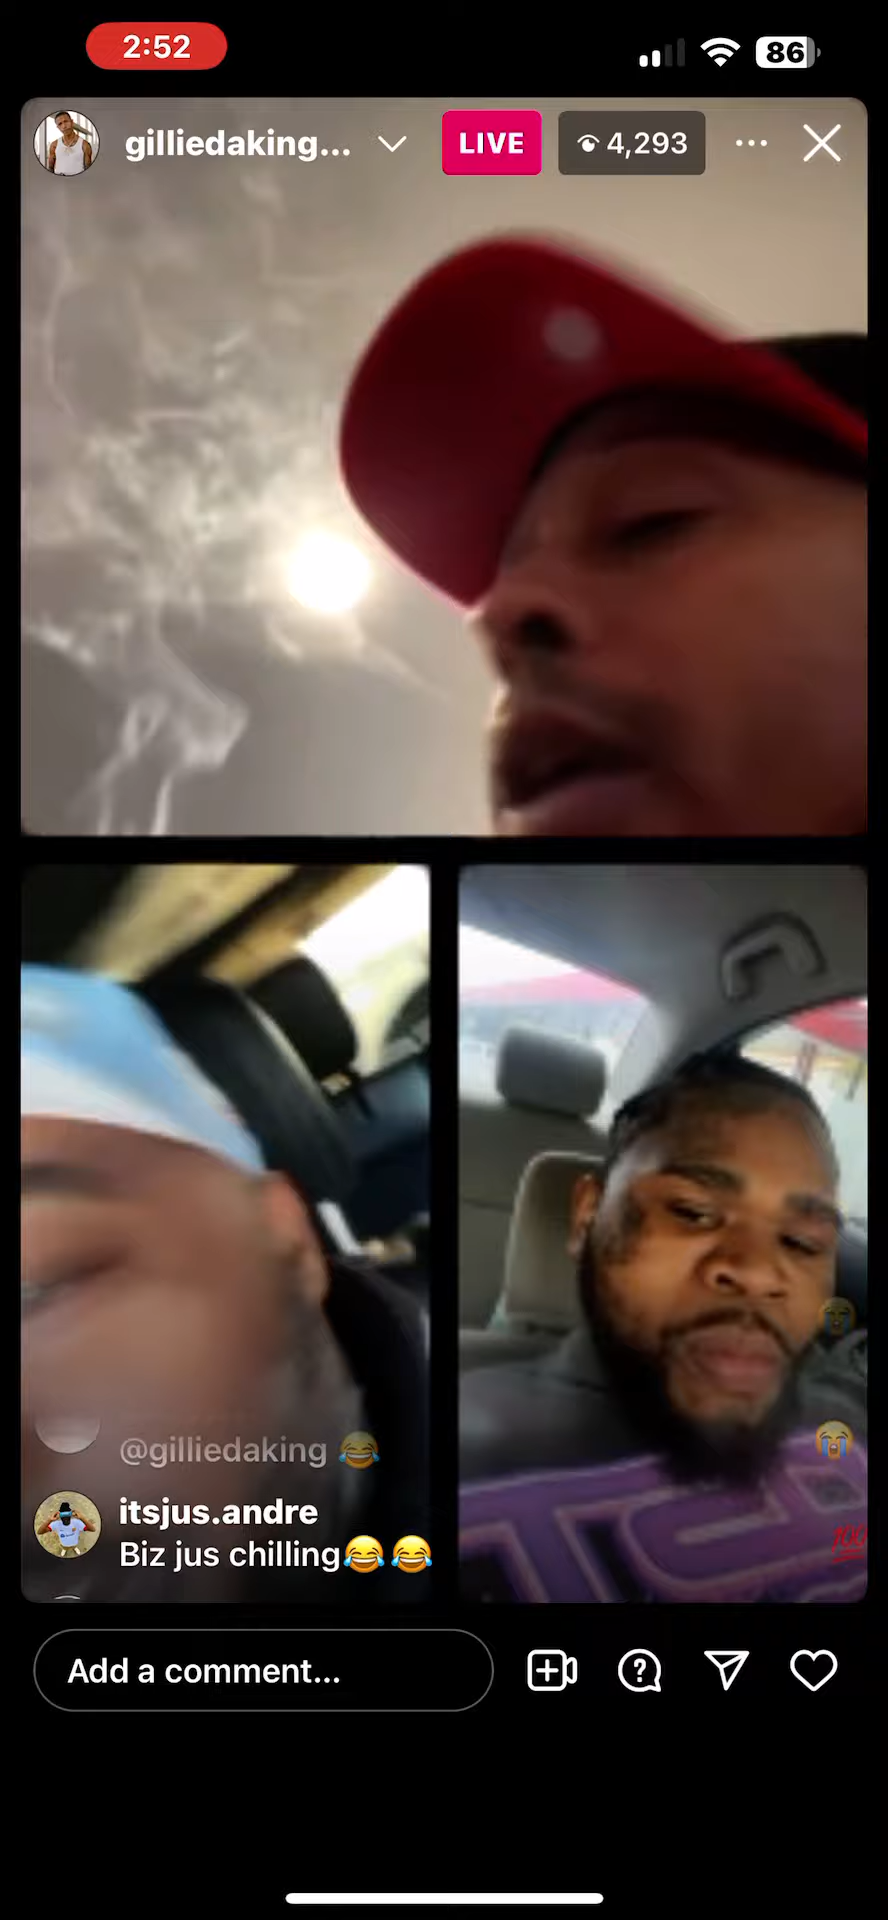 2:52
86
gilliedaking...
LIVE
4,293
@gilliedaking 😂
itsjus.andre
Biz jus chilling😂😂
💯
Add a comment...